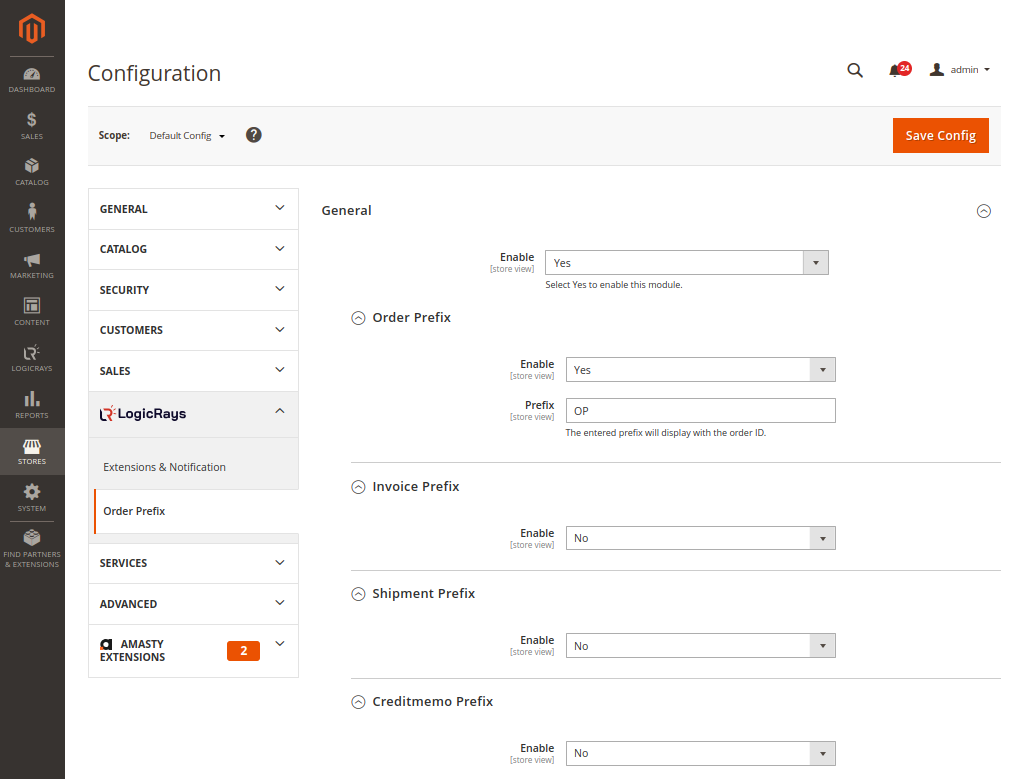 Configuration
24
admin
Scope:
Default Config
?
Save Config
DASHBOARD
$
SALES
CATALOG
CUSTOMERS
MARKETING
CONTENT
LOGICRAYS
REPORTS
STORES
SYSTEM
FIND PARTNERS
& EXTENSIONS
GENERAL
CATALOG
SECURITY
CUSTOMERS
SALES
LogicRays
Extensions & Notification
Order Prefix
SERVICES
ADVANCED
AMASTY
EXTENSIONS
2
General
Enable
[store view]
Yes
Select Yes to enable this module.
Order Prefix
Enable
[store view]
Yes
Prefix
[store view]
OP
The entered prefix will display with the order ID.
Invoice Prefix
Enable
[store view]
No
Shipment Prefix
Enable
[store view]
No
Creditmemo Prefix
Enable
[store view]
No